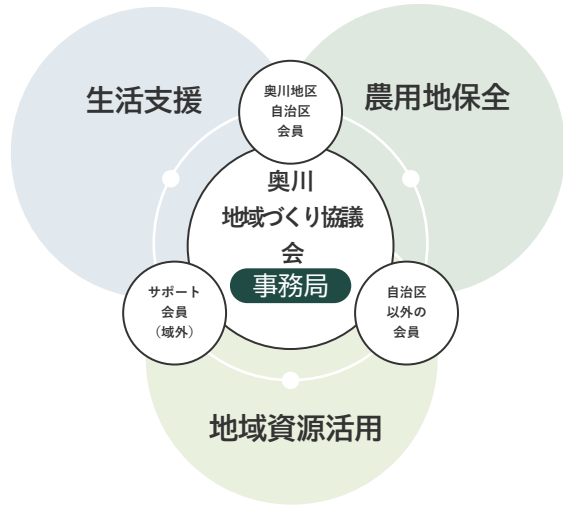 生活支援
農用地保全
奥川地区
自治区
会員
奥川
地域づくり協議
会
事務局
サポート
会員
（域外）
自治区
以外の
会員
地域資源活用